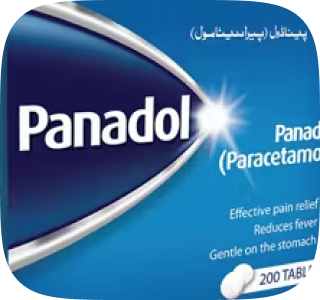 پیناڈول (پیراسیٹامول)
Panadol
Panad
(Paracetamo
Effective pain relief
Reduces fever
Gentle on the stomach
200 TABL